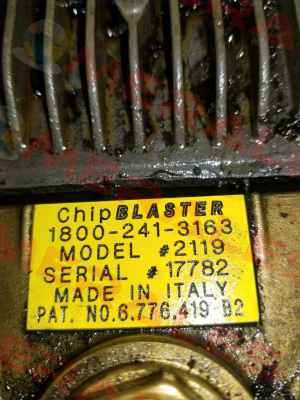 ChipBLASTER
1800-241-3163
MODEL #2119
SERIAL #17782
MADE IN ITALY
PAT. NO.6,776,419 B2